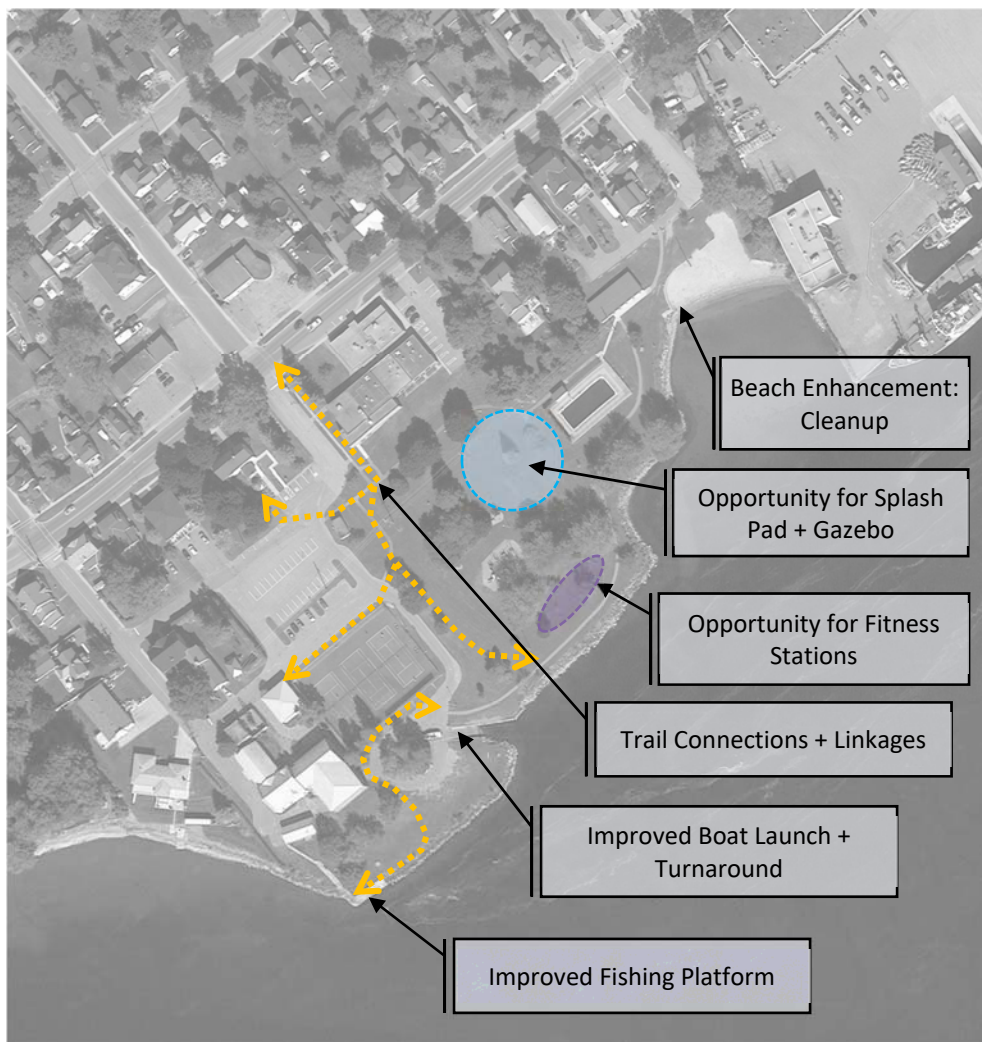 Beach Enhancement:
Cleanup
Opportunity for Splash
Pad + Gazebo
Opportunity for Fitness
Stations
Trail Connections + Linkages
Improved Boat Launch +
Turnaround
Improved Fishing Platform